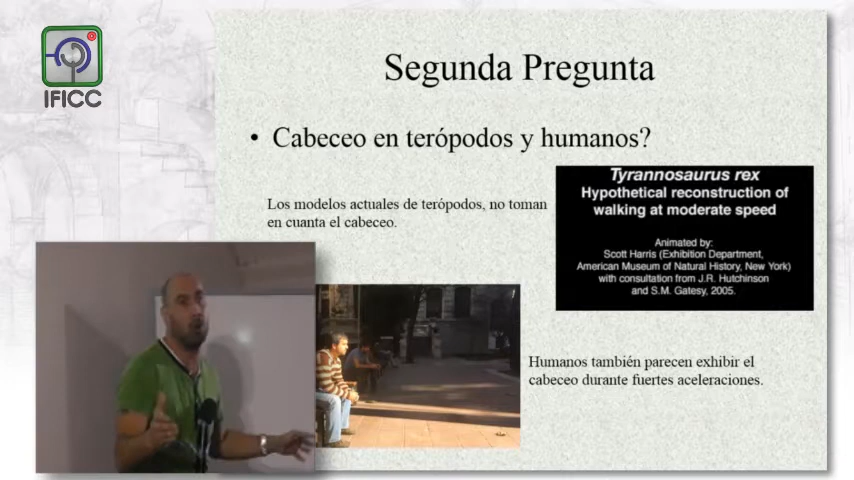 IFICC
Segunda Pregunta
• Cabeceo en terópodos y humanos?
Los modelos actuales de terópodos, no toman
en cuanta el cabeceo.
Tyrannosaurus rex
Hypothetical reconstruction of
walking at moderate speed
Animated by:
Scott Harris (Exhibition Department,
American Museum of Natural History, New York)
with consultation from J.R. Hutchinson
and S.M. Gatesy, 2005.
Humanos también parecen exhibir el
cabeceo durante fuertes aceleraciones.